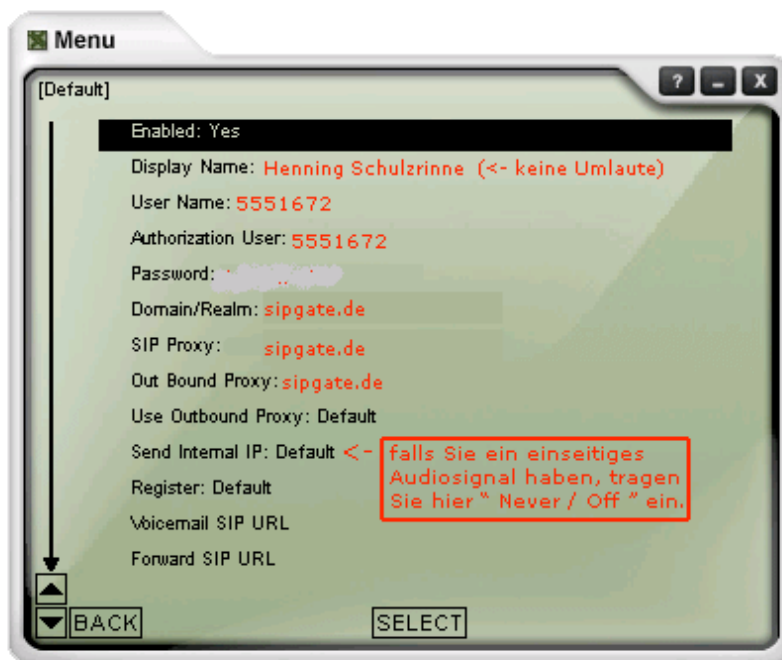 Menu
[Default]
? - X
Enabled: Yes
Display Name: Henning Schulzrinne (<- keine Umlaute)
User Name: 5551672
Authorization User: 5551672
Password:
Domain/Realm: sipgate.de
SIP Proxy: sipgate.de
Out Bound Proxy: sipgate.de
Use Outbound Proxy: Default
Send Internal IP: Default <- falls Sie ein einseitiges
Audiosignal haben, tragen
Sie hier " Never / Off " ein.
Register: Default
Voicemail SIP URL
Forward SIP URL
BACK
SELECT